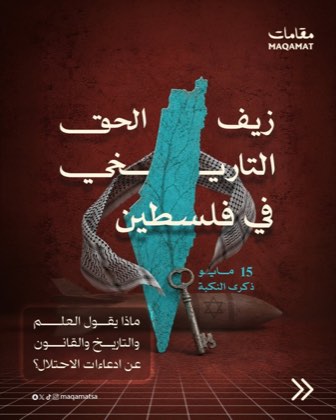 مقامات
MAQAMAT
زيف الحق
التاريخي
في فلسطين
15 مايو
ذكرى النكبة
ماذا يقول العلم
والتاريخ والقانون
عن ادعاءات الاحتلال؟
maqamatsa